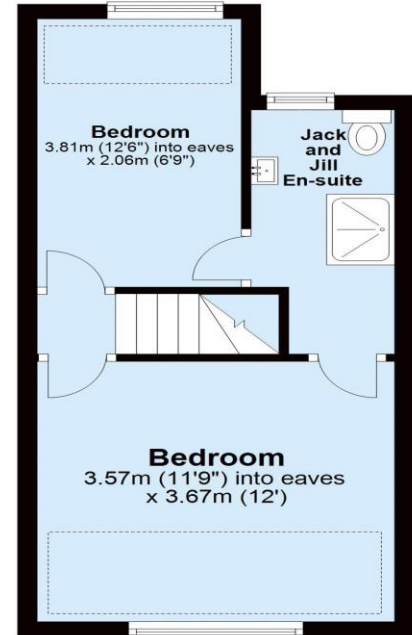 Bedroom
3.81m (12'6") into eaves
x 2.06m (6'9")
Jack
and
Jill
En-suite
Bedroom
3.57m (11'9") into eaves
x 3.67m (12')